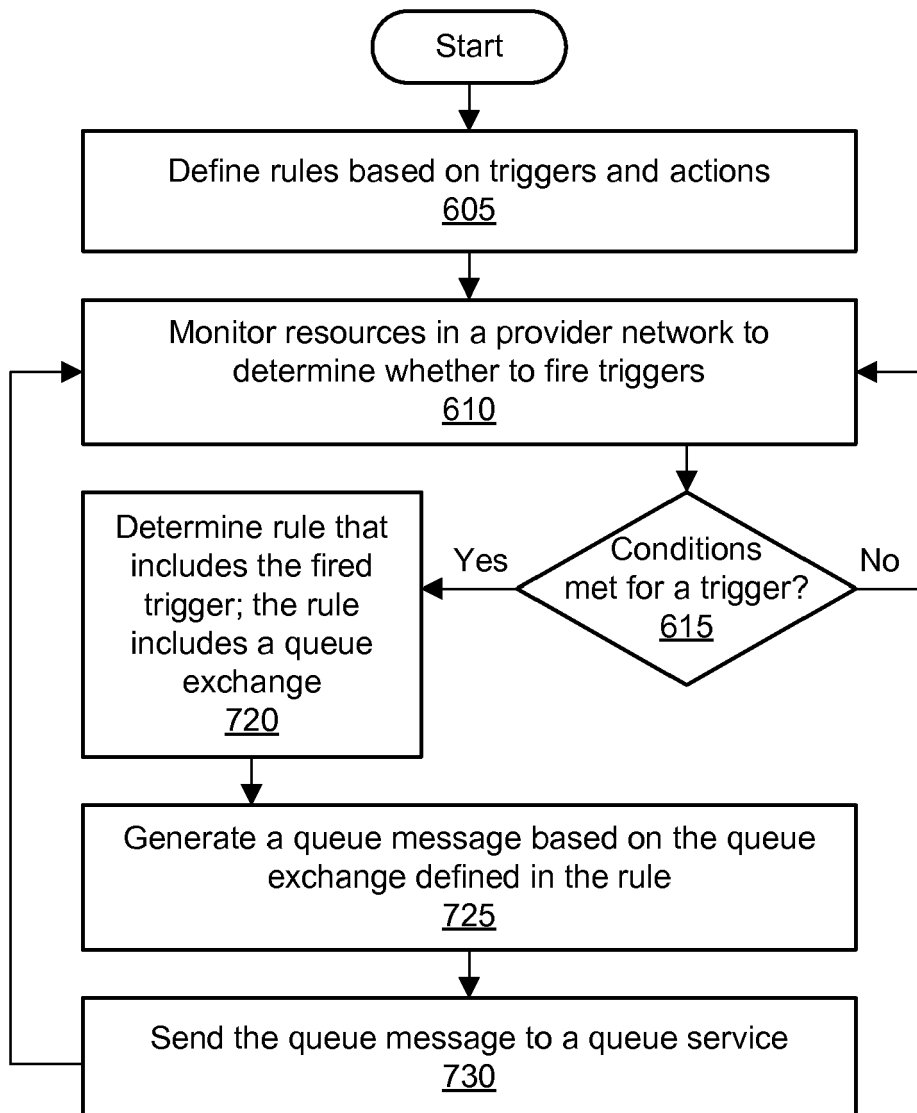 Start
Define rules based on triggers and actions
605
Monitor resources in a provider network to
determine whether to fire triggers
610
Conditions
met for a trigger?
615
Yes
No
Determine rule that
includes the fired
trigger; the rule
includes a queue
exchange
720
Generate a queue message based on the queue
exchange defined in the rule
725
Send the queue message to a queue service
730